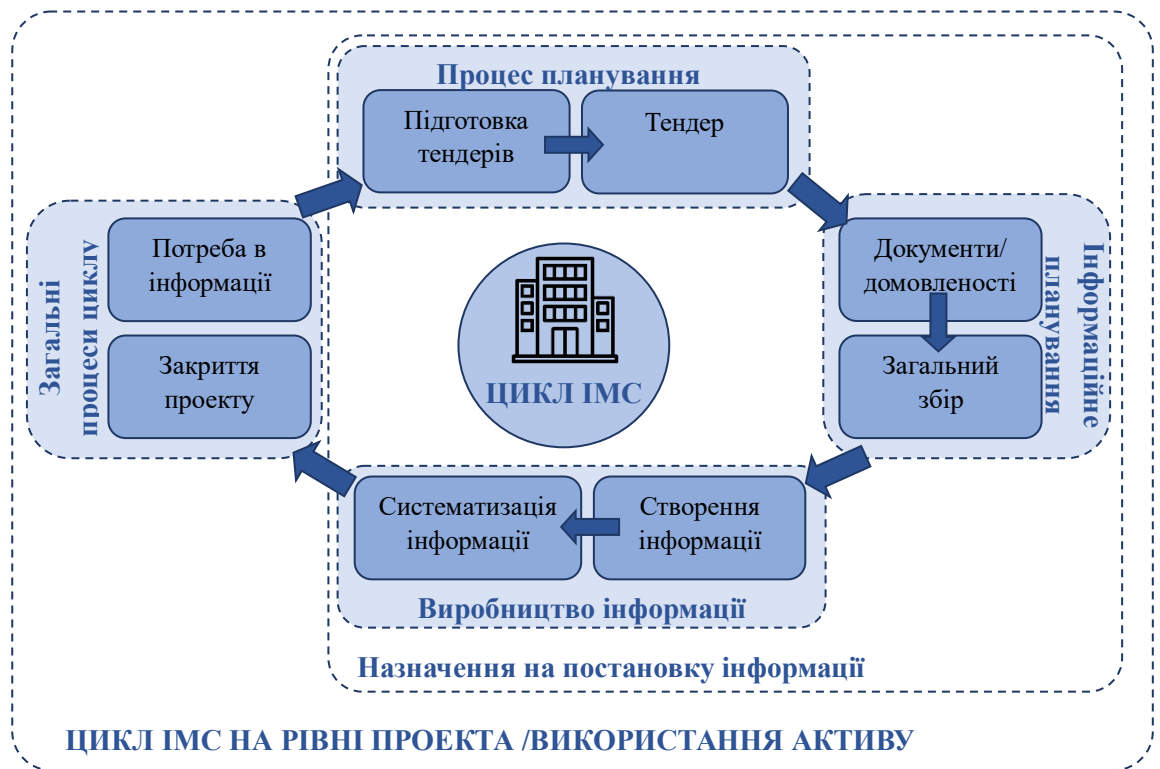 Процес планування
Підготовка
тендерів
Тендер
Загальні
процеси циклу
Потреба в
інформації
Закриття
проекту
ЦИКЛ ІМС
Документи/
домовленості
Загальний
збір
Інформаційне
планування
Систематизація
інформації
Створення
інформації
Виробництво інформації
Назначення на постановку інформації
ЦИКЛ ІМС НА РІВНІ ПРОЕКТА /ВИКОРИСТАННЯ АКТИВУ